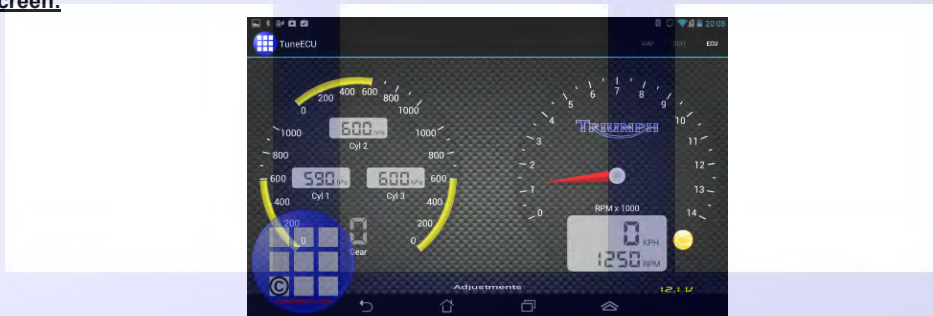 creen:
20:08
TuneECU
MAP EDIT ECU
0 200 400 600 800 1000
600 hPa
Cyl 2
0 200 400 600 800 1000
590 hPa
Cyl 1
0 200 400 600 800 1000
600 hPa
Cyl 3
0
Gear
0 1 2 3 4 5 6 7 8 9 10 11 12 13 14
TRIUMPH
RPM x 1000
0 KPH
1250 RPM
©
Adjustments
12.1 V